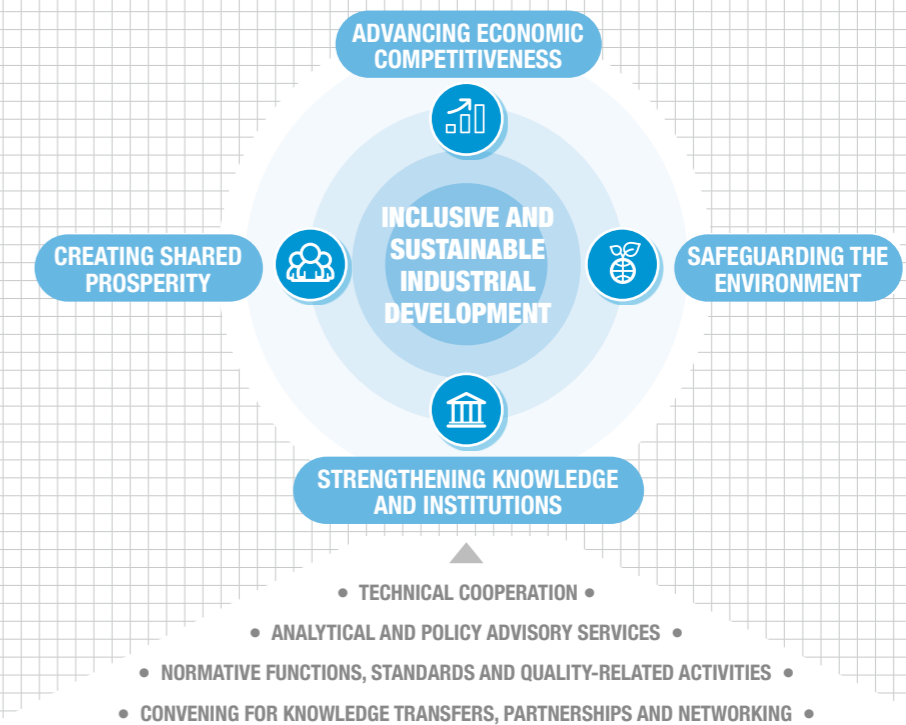 ADVANCING ECONOMIC
COMPETITIVENESS
INCLUSIVE AND
SUSTAINABLE
INDUSTRIAL
DEVELOPMENT
CREATING SHARED
PROSPERITY
SAFEGUARDING THE
ENVIRONMENT
STRENGTHENING KNOWLEDGE
AND INSTITUTIONS
• TECHNICAL COOPERATION •
• ANALYTICAL AND POLICY ADVISORY SERVICES •
• NORMATIVE FUNCTIONS, STANDARDS AND QUALITY-RELATED ACTIVITIES •
• CONVENING FOR KNOWLEDGE TRANSFERS, PARTNERSHIPS AND NETWORKING •